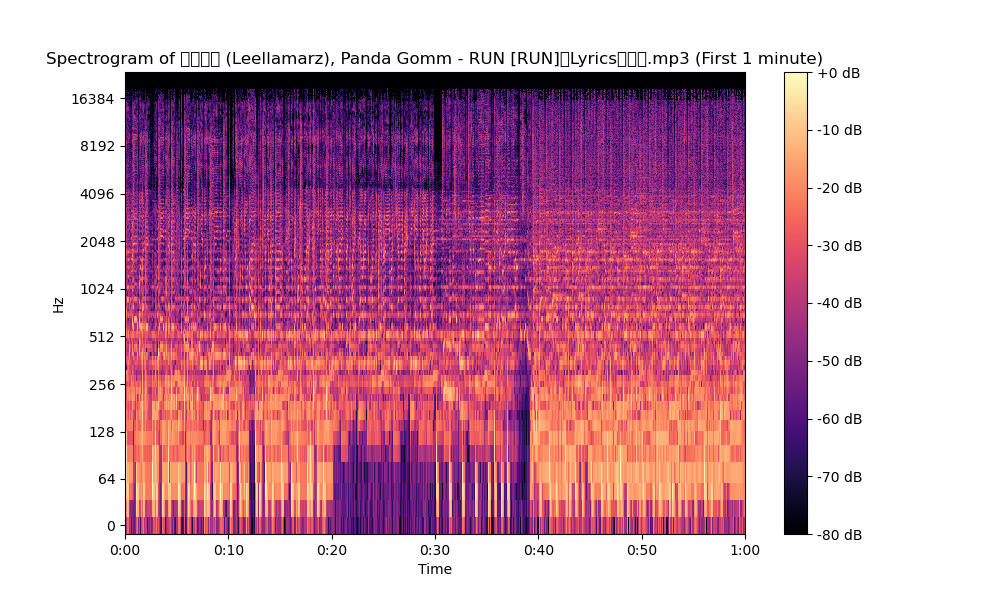 Spectrogram of □□□□ (Leellamarz), Panda Gomm - RUN [RUN]□Lyrics□□□.mp3 (First 1 minute)
+0 dB
16384
-10 dB
8192
4096
-20 dB
2048
-30 dB
1024
-40 dB
Hz
512
-50 dB
256
-60 dB
128
64
-70 dB
0
-80 dB
0:00
0:10
0:20
0:30
0:40
0:50
1:00
Time